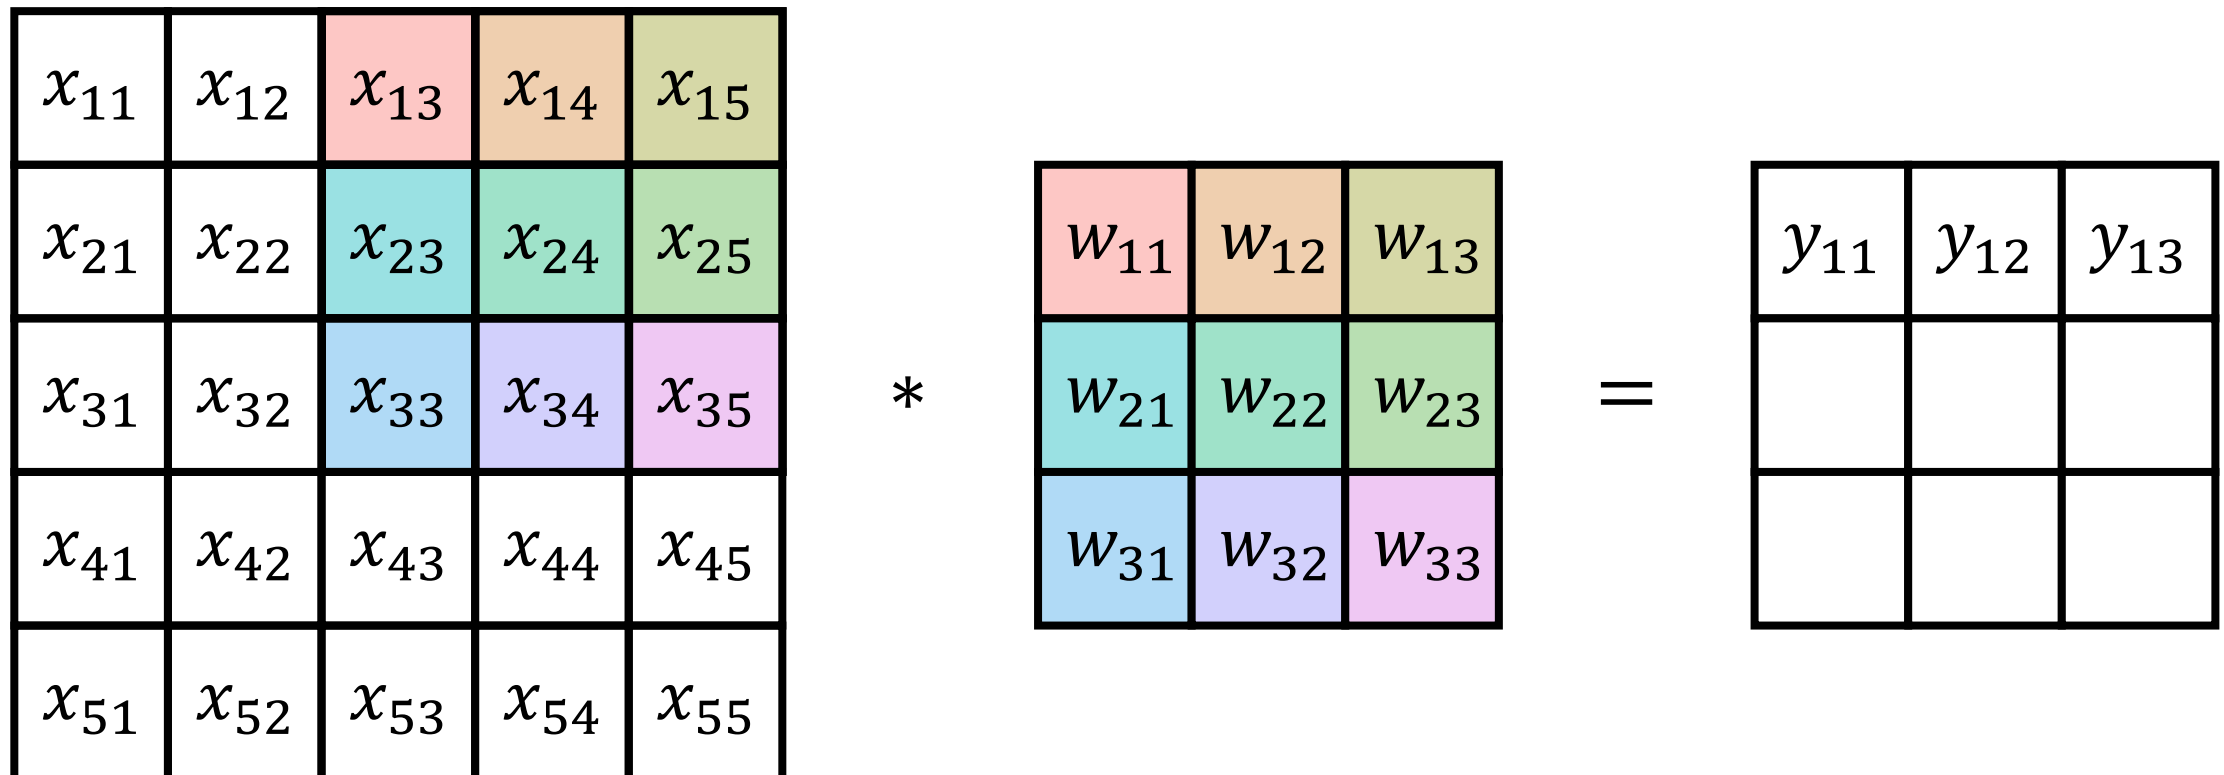 x₁₁ x₁₂ x₁₃ x₁₄ x₁₅
x₂₁ x₂₂ x₂₃ x₂₄ x₂₅
x₃₁ x₃₂ x₃₃ x₃₄ x₃₅
x₄₁ x₄₂ x₄₃ x₄₄ x₄₅
x₅₁ x₅₂ x₅₃ x₅₄ x₅₅
*
w₁₁ w₁₂ w₁₃
w₂₁ w₂₂ w₂₃
w₃₁ w₃₂ w₃₃
=
y₁₁ y₁₂ y₁₃